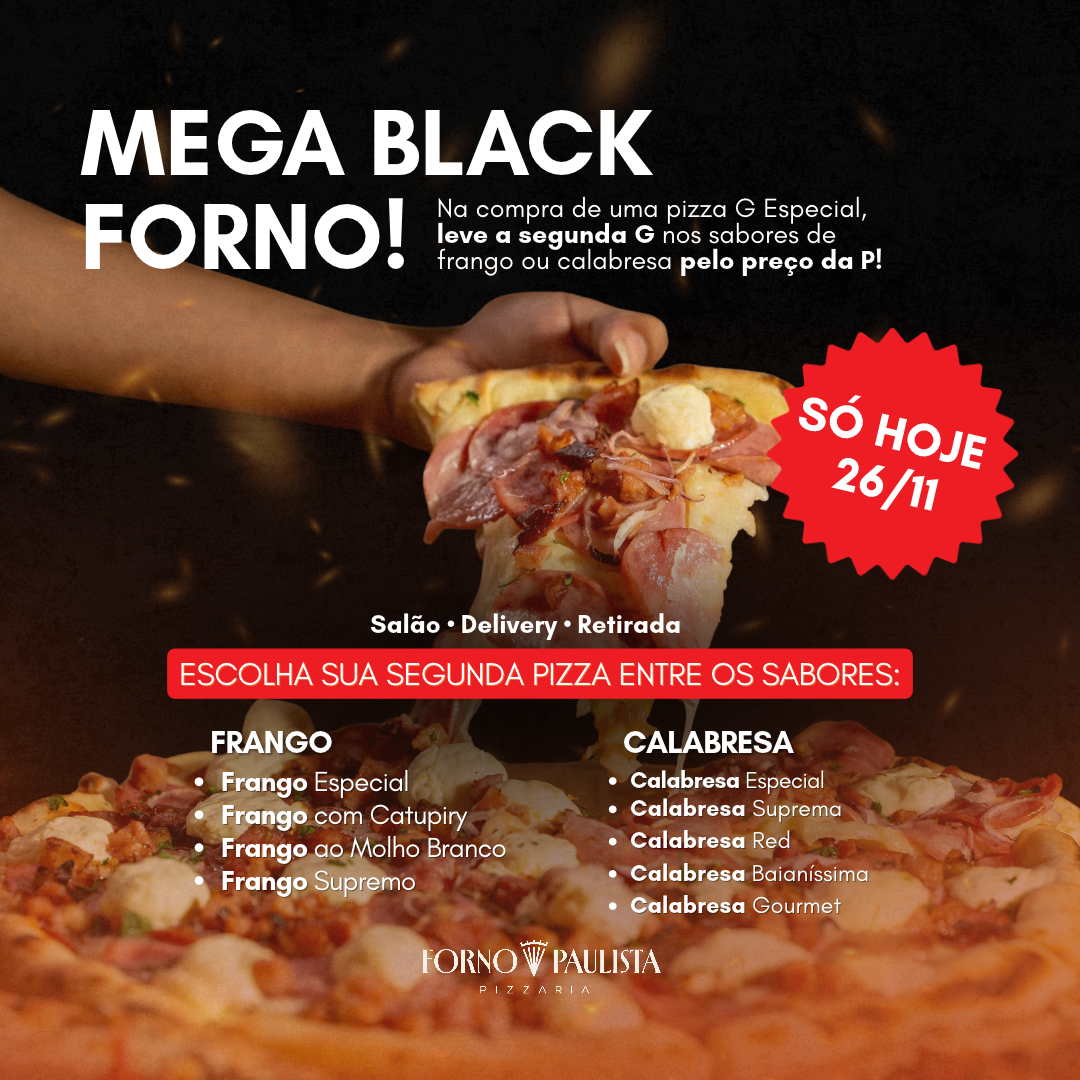 MEGA BLACK
FORNO!
Na compra de uma pizza G Especial,
leve a segunda G nos sabores de
frango ou calabresa pelo preço da P!
SÓ HOJE
26/11
Salão • Delivery • Retirada
ESCOLHA SUA SEGUNDA PIZZA ENTRE OS SABORES:
FRANGO
• Frango Especial
• Frango com Catupiry
• Frango ao Molho Branco
• Frango Supremo
CALABRESA
• Calabresa Especial
• Calabresa Suprema
• Calabresa Red
• Calabresa Baianíssima
• Calabresa Gourmet
FORNO PAULISTA
PIZZARIA